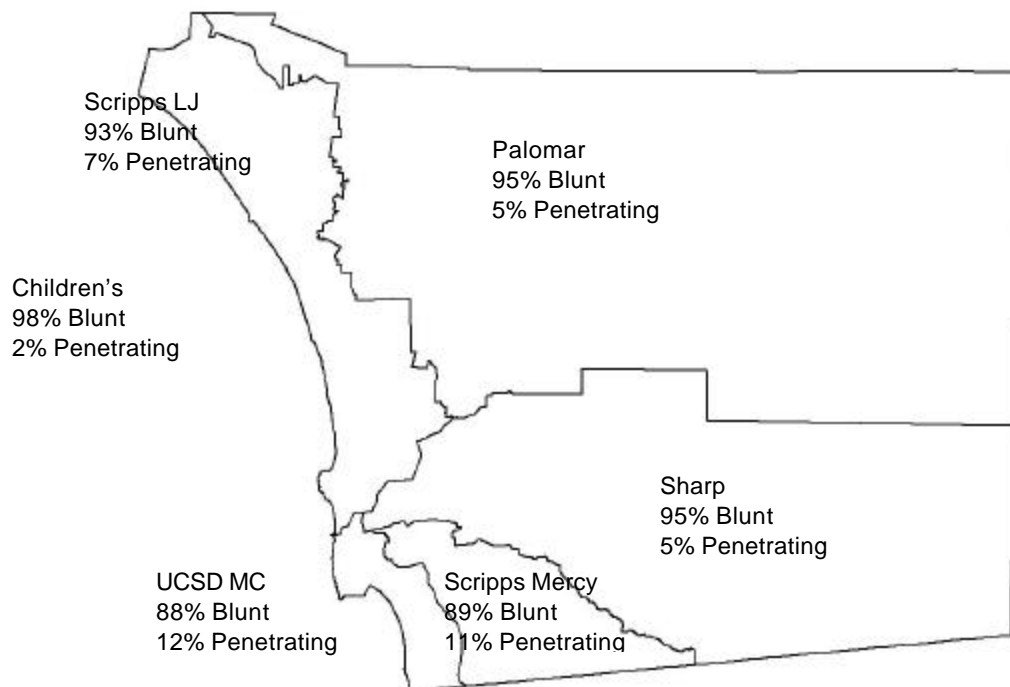 Scripps LJ
93% Blunt
7% Penetrating
Palomar
95% Blunt
5% Penetrating
Children's
98% Blunt
2% Penetrating
Sharp
95% Blunt
5% Penetrating
UCSD MC
88% Blunt
12% Penetrating
Scripps Mercy
89% Blunt
11% Penetrating